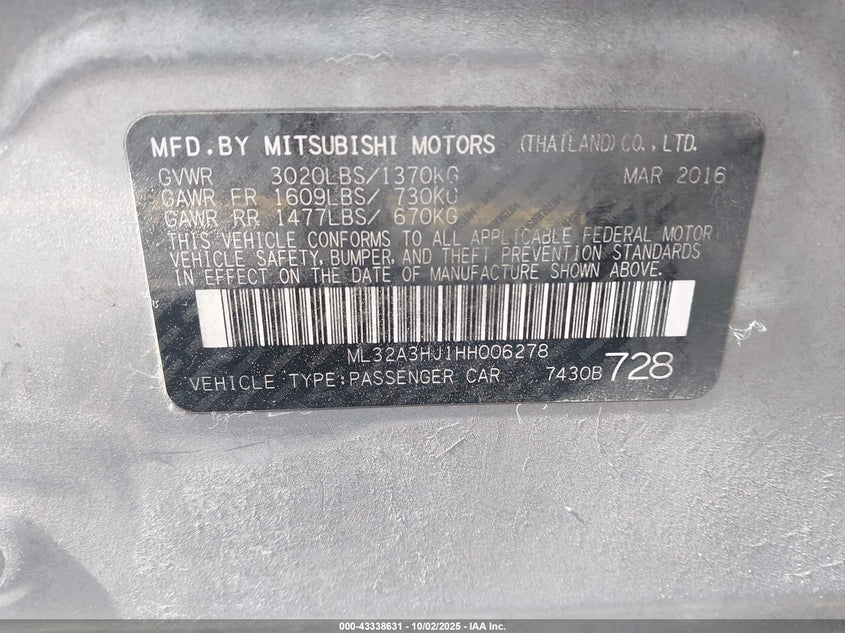 MFD.BY MITSUBISHI MOTORS (THAILAND)CO.,LTD.
GVWR 3020LBS/1370KG MAR 2016
GAWR FR 1609LBS/ 730KG
GAWR RR 1477LBS/ 670KG
THIS VEHICLE CONFORMS TO ALL APPLICABLE FEDERAL MOTOR
VEHICLE SAFETY, BUMPER, AND THEFT PREVENTION STANDARDS
IN EFFECT ON THE DATE OF MANUFACTURE SHOWN ABOVE.
ML32A3HJ1HH006278
VEHICLE TYPE:PASSENGER CAR 7430B 728
000-43338631 - 10/02/2025 - IAA Inc.